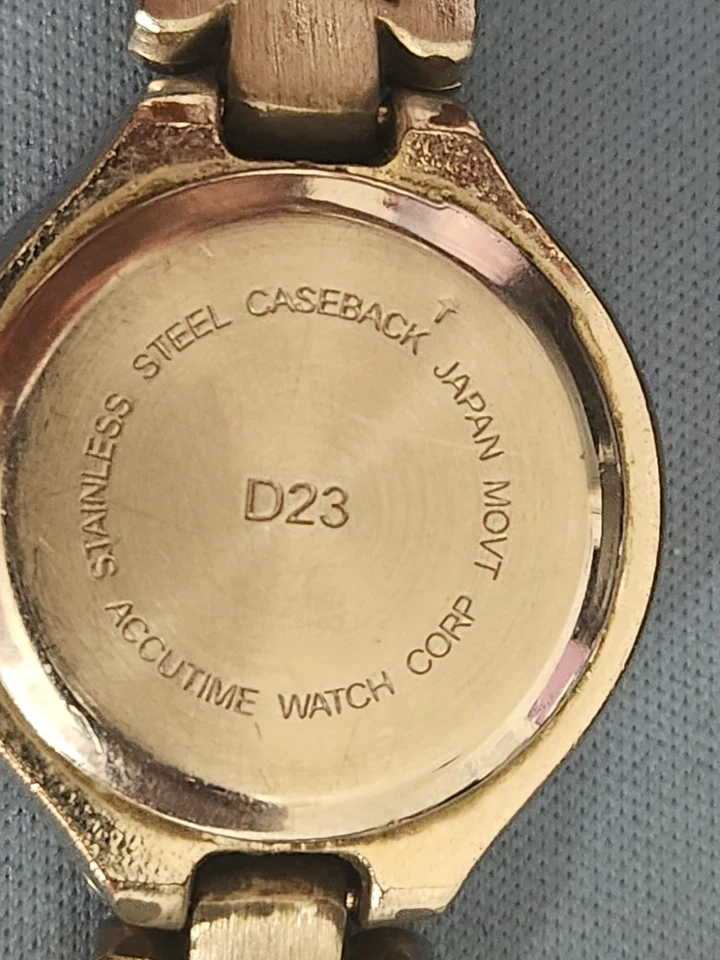 STAINLESS STEEL CASEBACK JAPAN MOVT
ACCUTIME WATCH CORP
D23